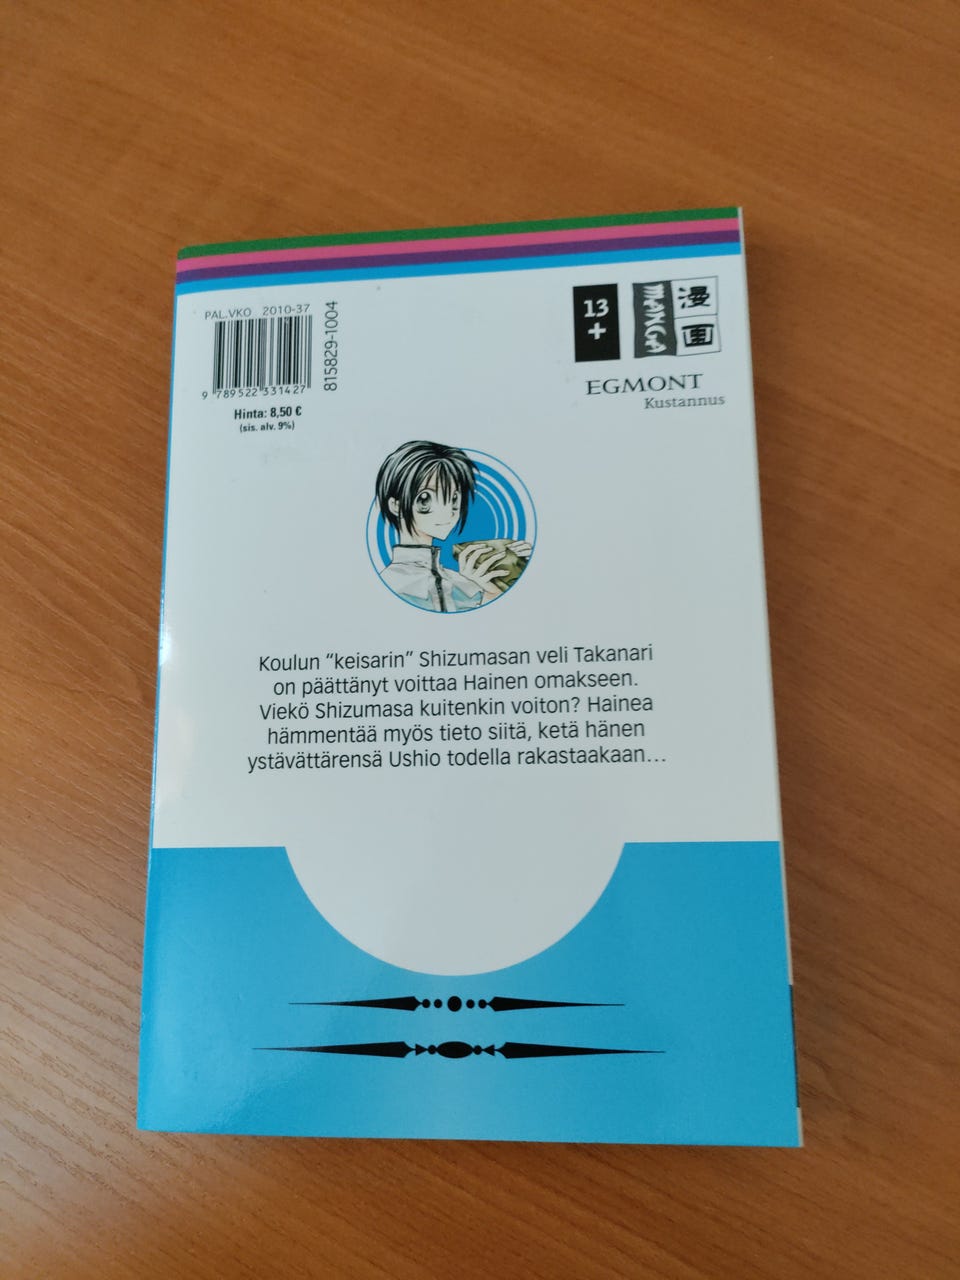 PAL.VKO 2010-37
815829-1004
9 789522 331427
Hinta: 8,50 €
(sis. alv. 9%)
13
+
MANGA
漫
画
EGMONT
Kustannus
Koulun "keisarin" Shizumasan veli Takanari
on päättänyt voittaa Hainen omakseen.
Viekö Shizumasa kuitenkin voiton? Hainea
hämmentää myös tieto siitä, ketä hänen
ystävättärensä Ushio todella rakastaakaan...